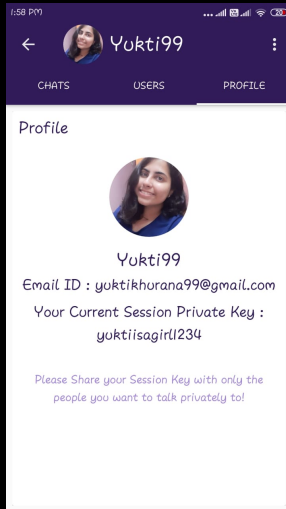 1:58 PM
20
Yukti99
CHATS USERS PROFILE
Profile
Yukti99
Email ID : yuktikhurana99@gmail.com
Your Current Session Private Key :
yuktiisagirl1234
Please Share your Session Key with only the
people you want to talk privately to!